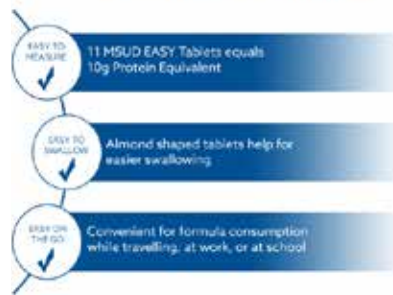 EASY TO
MEASURE
11 MSUD EASY Tablets equals
10g Protein Equivalent
EASY TO
SWALLOW
Almond shaped tablets help for
easier swallowing
EASY ON
THE GO
Convenient for formula consumption
while travelling, at work, or at school